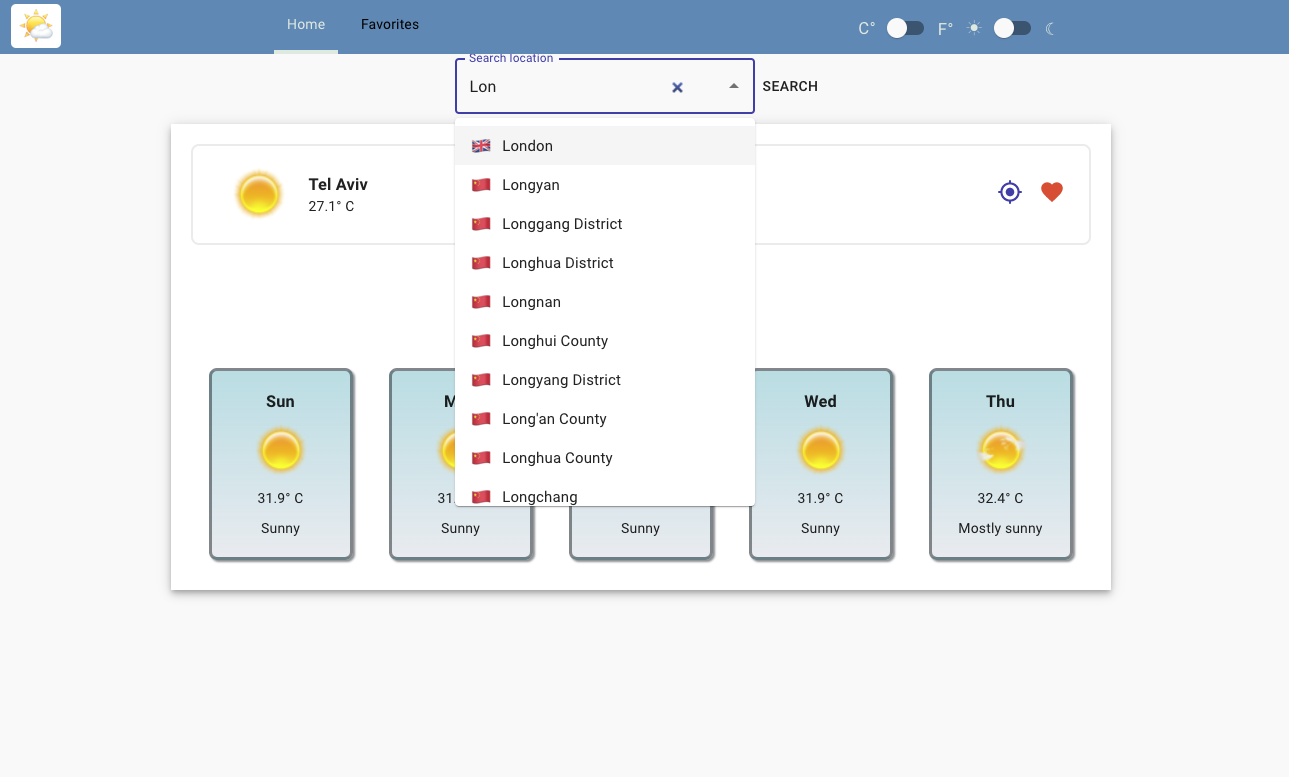 Home Favorites C° F° ☀ ☾
Search location
Lon SEARCH
London
Longyan
Longgang District
Longhua District
Longnan
Longhui County
Longyang District
Long'an County
Longhua County
Longchang
Tel Aviv
27.1° C
Sun
31.9° C
Sunny
M
31.
Sunny
Sunny
Wed
31.9° C
Sunny
Thu
32.4° C
Mostly sunny